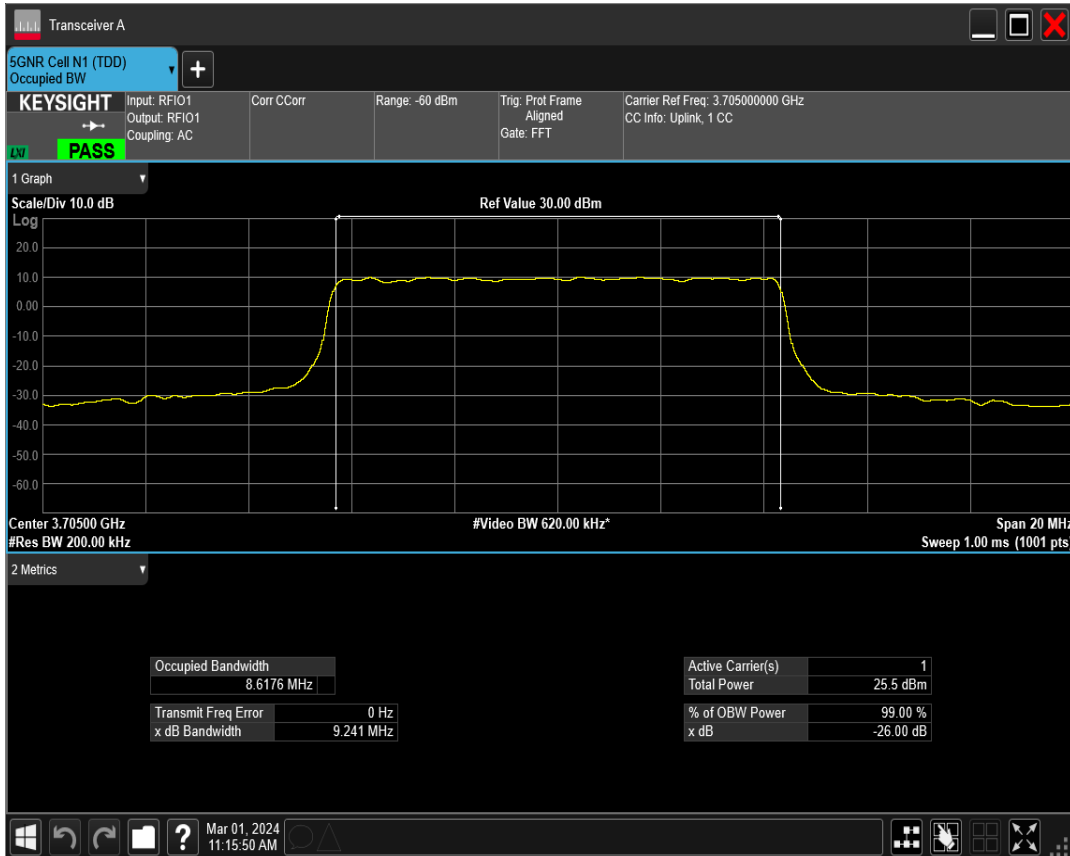 Transceiver A
5GNR Cell N1 (TDD)
Occupied BW
+
KEYSIGHT
LXI
PASS
Input: RFIO1
Output: RFIO1
Coupling: AC
Corr CCorr
Range: -60 dBm
Trig: Prot Frame
Aligned
Gate: FFT
Carrier Ref Freq: 3.705000000 GHz
CC Info: Uplink, 1 CC
1 Graph
Scale/Div 10.0 dB
Ref Value 30.00 dBm
Log
20.0
10.0
0.00
-10.0
-20.0
-30.0
-40.0
-50.0
-60.0
Center 3.70500 GHz
#Video BW 620.00 kHz*
Span 20 MHz
#Res BW 200.00 kHz
Sweep 1.00 ms (1001 pts)
2 Metrics
Occupied Bandwidth
8.6176 MHz
Transmit Freq Error 0 Hz
x dB Bandwidth 9.241 MHz
Active Carrier(s) 1
Total Power 25.5 dBm
% of OBW Power 99.00 %
x dB -26.00 dB
?
Mar 01, 2024
11:15:50 AM